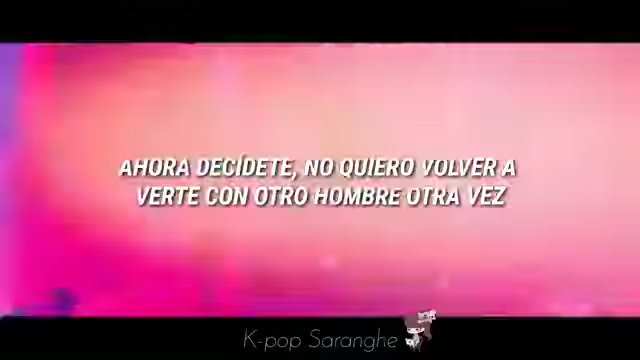 AHORA DECÍDETE, NO QUIERO VOLVER A
VERTE CON OTRO HOMBRE OTRA VEZ
K-pop Saranghe